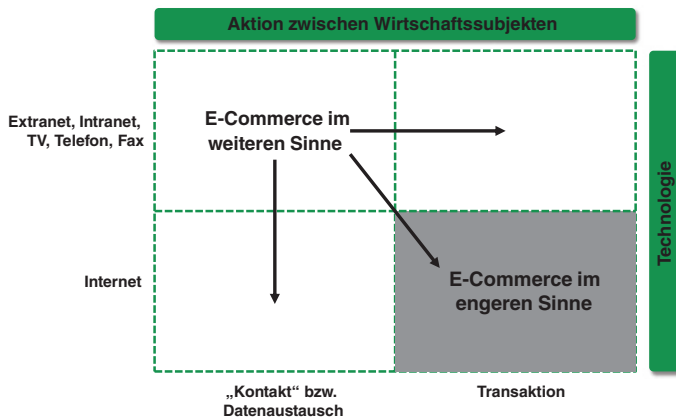 Aktion zwischen Wirtschaftssubjekten
Extranet, Intranet,
TV, Telefon, Fax
E-Commerce im
weiteren Sinne
Technologie
Internet
E-Commerce im
engeren Sinne
„Kontakt“ bzw.
Datenaustausch
Transaktion